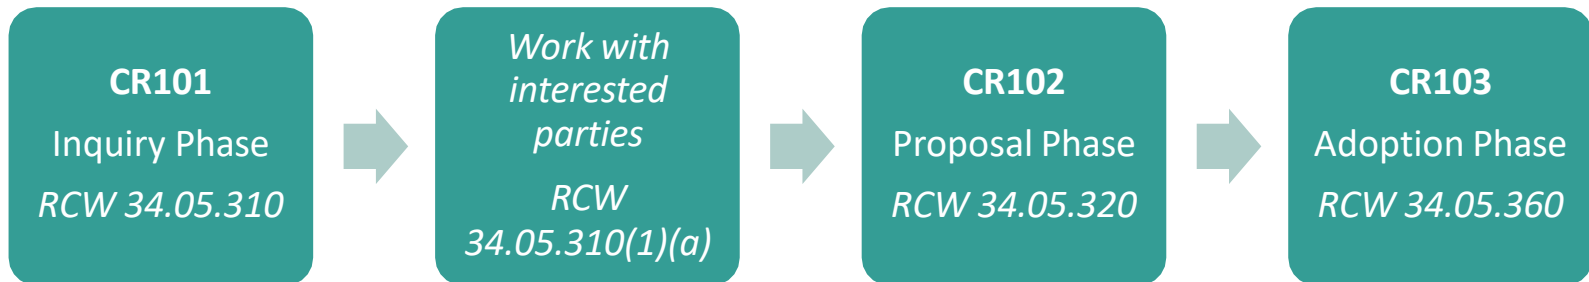 CR101
Inquiry Phase
RCW 34.05.310
Work with
interested
parties
RCW
34.05.310(1)(a)
CR102
Proposal Phase
RCW 34.05.320
CR103
Adoption Phase
RCW 34.05.360